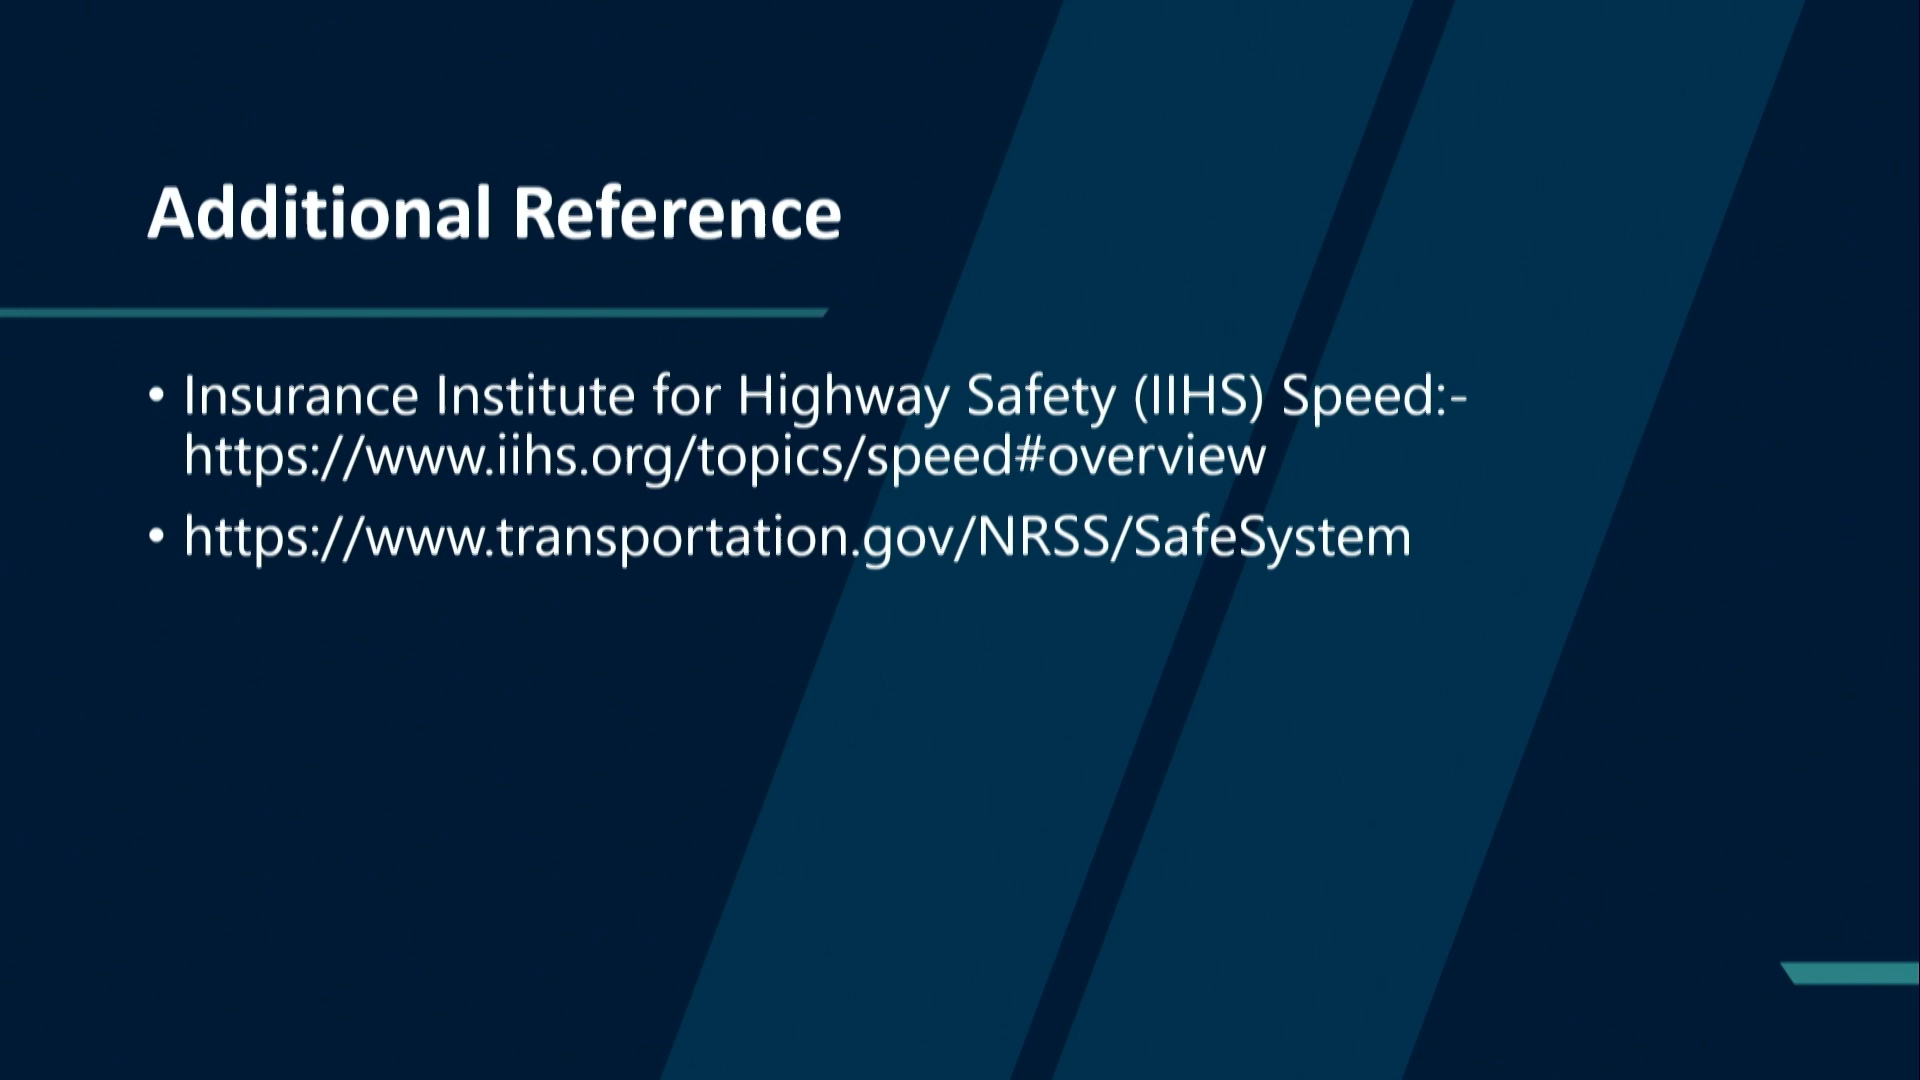 Additional Reference
• Insurance Institute for Highway Safety (IIHS) Speed:-
https://www.iihs.org/topics/speed#overview
• https://www.transportation.gov/NRSS/SafeSystem